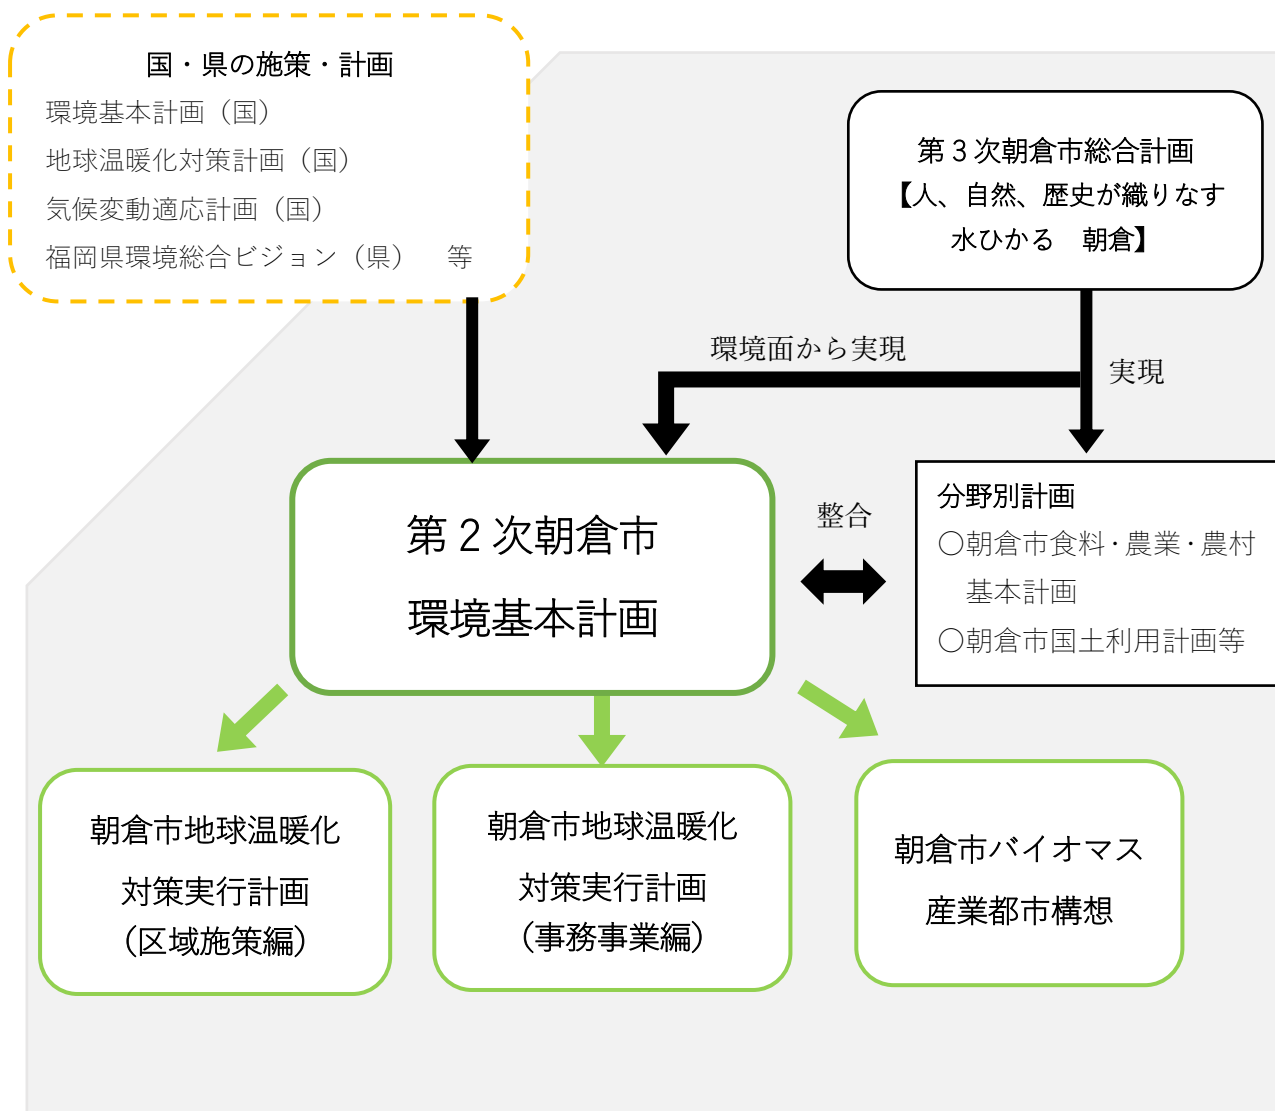 国・県の施策・計画
環境基本計画（国）
地球温暖化対策計画（国）
気候変動適応計画（国）
福岡県環境総合ビジョン（県）　等
第３次朝倉市総合計画
【人、自然、歴史が織りなす
水ひかる　朝倉】
環境面から実現
実現
第２次朝倉市
環境基本計画
整合
分野別計画
〇朝倉市食料・農業・農村
基本計画
〇朝倉市国土利用計画等
朝倉市地球温暖化
対策実行計画
（区域施策編）
朝倉市地球温暖化
対策実行計画
（事務事業編）
朝倉市バイオマス
産業都市構想